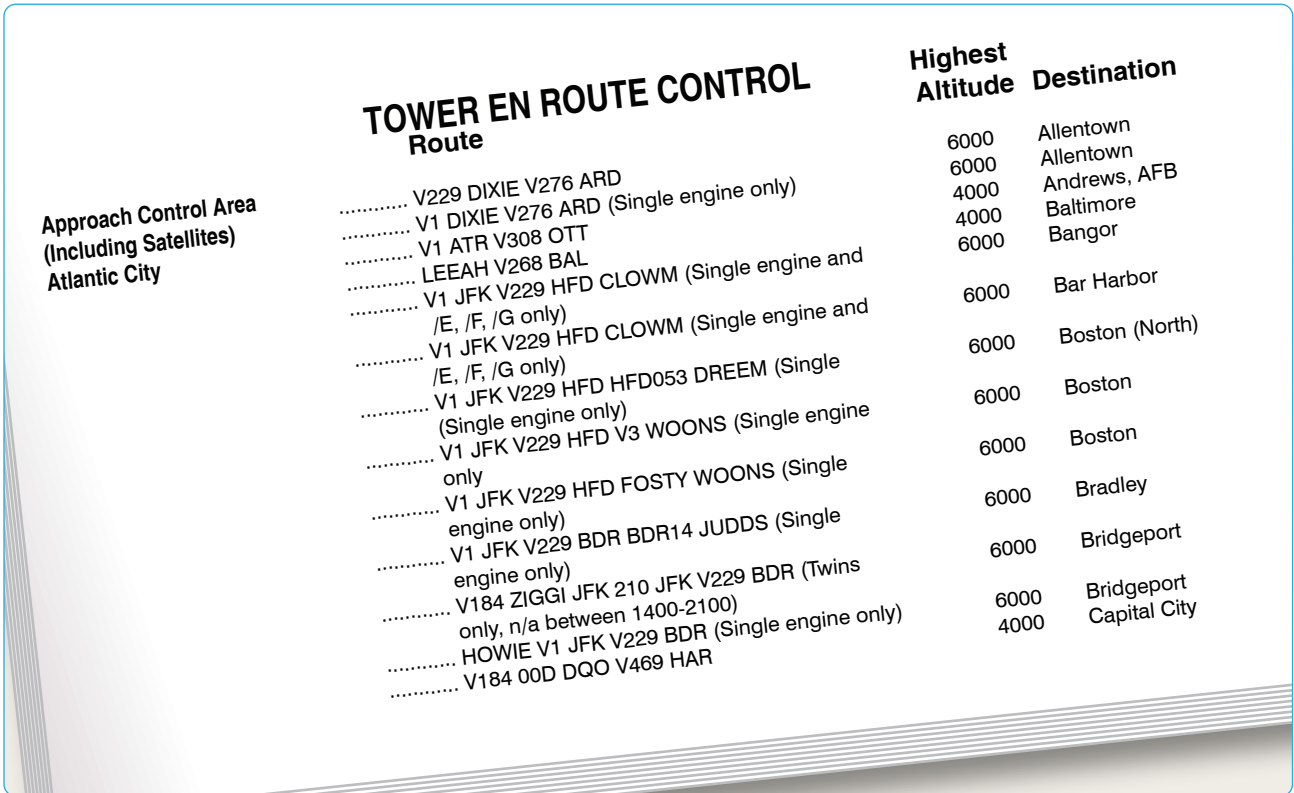 TOWER EN ROUTE CONTROL
Approach Control Area
(Including Satellites)
Atlantic City
Route Highest Altitude Destination
............ V229 DIXIE V276 ARD 6000 Allentown
............ V1 DIXIE V276 ARD (Single engine only) 6000 Allentown
............ V1 ATR V308 OTT 4000 Andrews, AFB
............ LEEAH V268 BAL 4000 Baltimore
............ V1 JFK V229 HFD CLOWM (Single engine and 6000 Bangor
/E, /F, /G only)
............ V1 JFK V229 HFD CLOWM (Single engine and 6000 Bar Harbor
/E, /F, /G only)
............ V1 JFK V229 HFD HFD053 DREEM (Single 6000 Boston (North)
(Single engine only)
............ V1 JFK V229 HFD V3 WOONS (Single engine 6000 Boston
only
............ V1 JFK V229 HFD FOSTY WOONS (Single 6000 Boston
engine only)
............ V1 JFK V229 BDR BDR14 JUDDS (Single 6000 Bradley
engine only)
............ V184 ZIGGI JFK 210 JFK V229 BDR (Twins 6000 Bridgeport
only, n/a between 1400-2100)
............ HOWIE V1 JFK V229 BDR (Single engine only) 6000 Bridgeport
............ V184 00D DQO V469 HAR 4000 Capital City